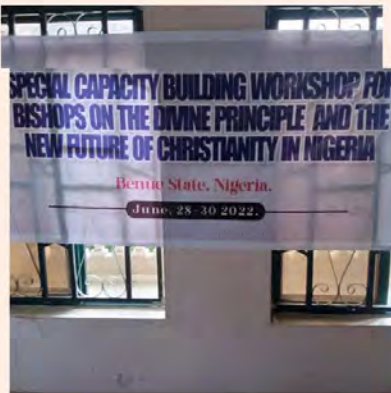 SPECIAL CAPACITY BUILDING WORKSHOP FOR
BISHOPS ON THE DIVINE PRINCIPLE AND THE
NEW FUTURE OF CHRISTIANITY IN NIGERIA
Benue State, Nigeria.
June, 28-30 2022.